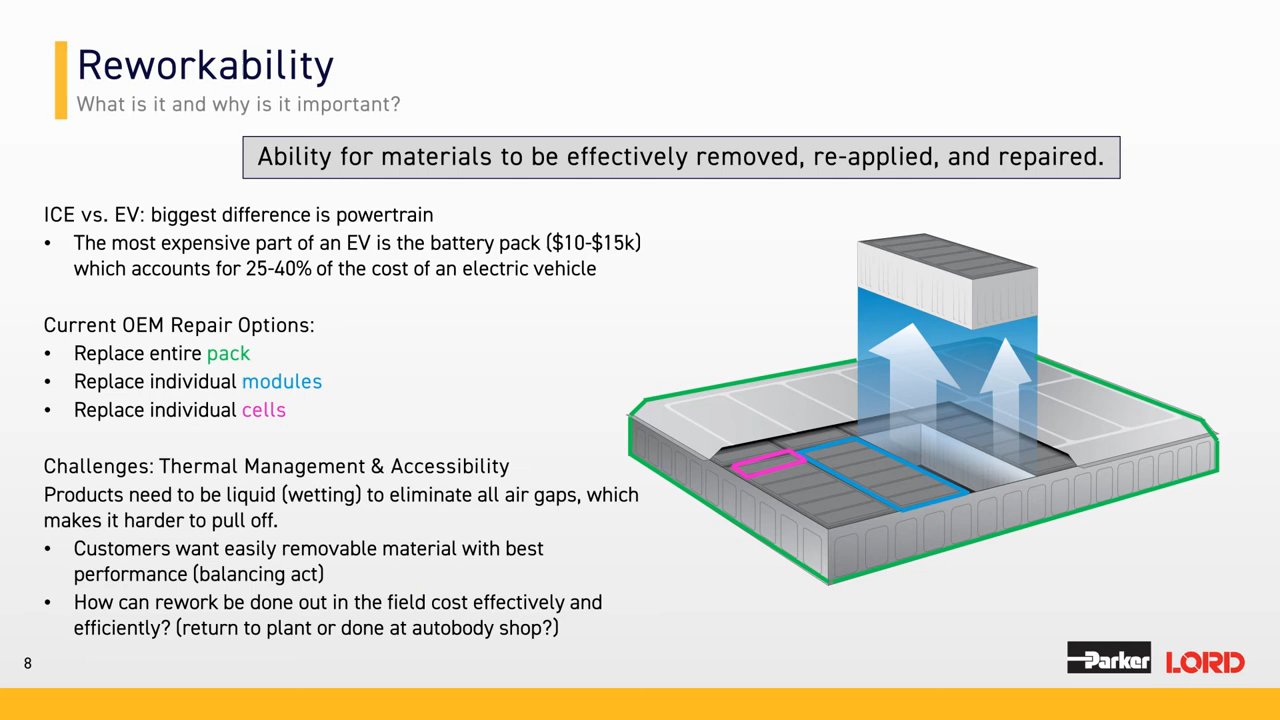 Reworkability
What is it and why is it important?
Ability for materials to be effectively removed, re-applied, and repaired.
ICE vs. EV: biggest difference is powertrain
• The most expensive part of an EV is the battery pack ($10-$15k)
which accounts for 25-40% of the cost of an electric vehicle
Current OEM Repair Options:
• Replace entire pack
• Replace individual modules
• Replace individual cells
Challenges: Thermal Management & Accessibility
Products need to be liquid (wetting) to eliminate all air gaps, which
makes it harder to pull off.
• Customers want easily removable material with best
performance (balancing act)
• How can rework be done out in the field cost effectively and
efficiently? (return to plant or done at autobody shop?)
8
Parker LORD